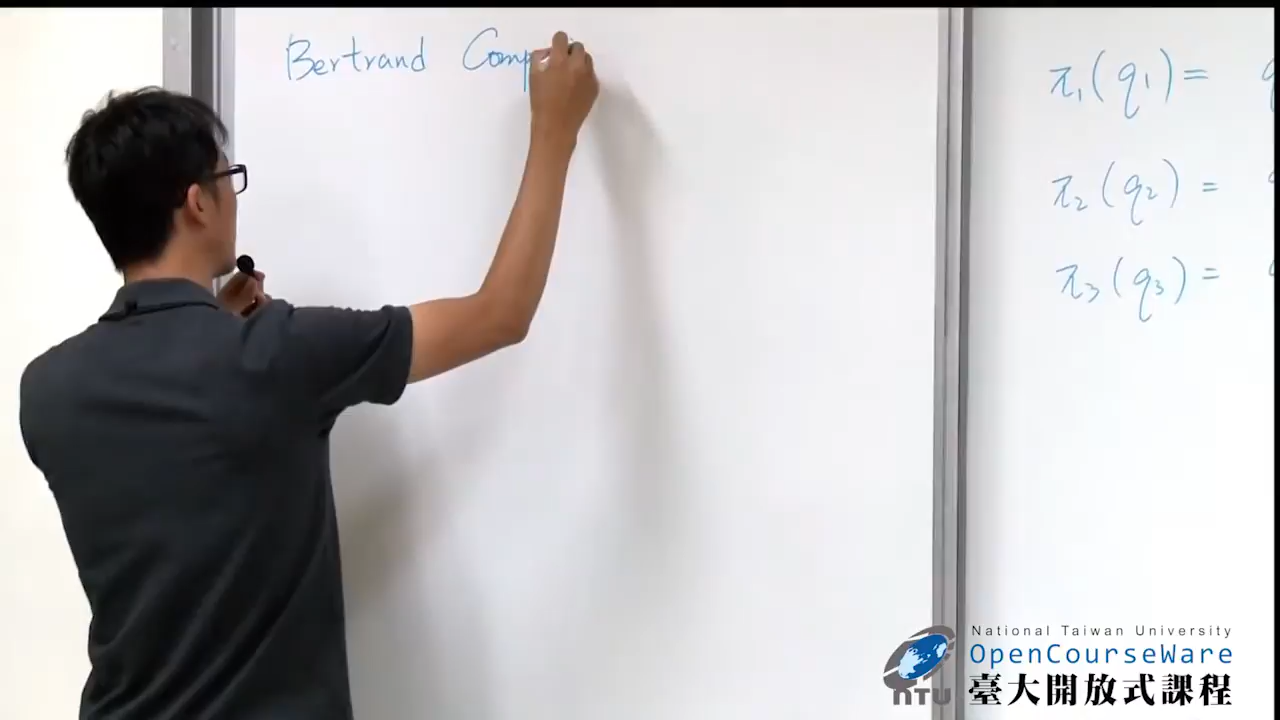 Bertrand Comp
π₁(q₁) =
π₂(q₂) =
π₃(q₃) =
National Taiwan University
OpenCourseWare
臺大開放式課程
NTU